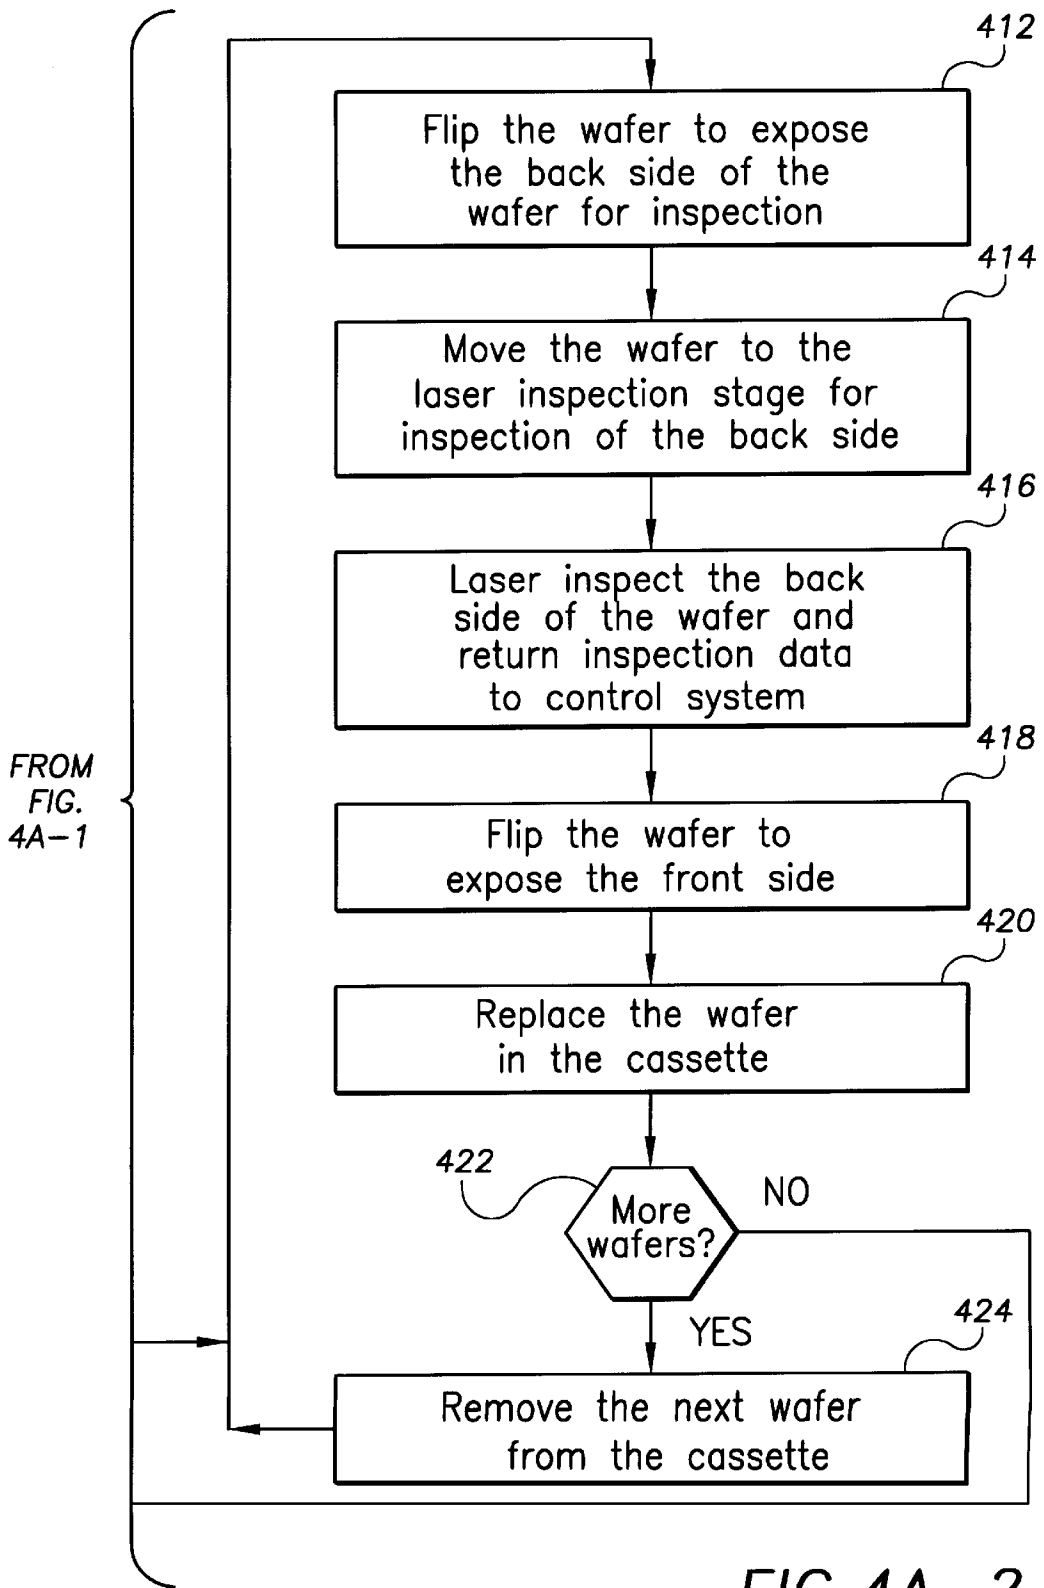 412
Flip the wafer to expose
the back side of the
wafer for inspection
414
Move the wafer to the
laser inspection stage for
inspection of the back side
416
Laser inspect the back
side of the wafer and
return inspection data
to control system
FROM
FIG.
4A-1
418
Flip the wafer to
expose the front side
420
Replace the wafer
in the cassette
422
More
wafers?
NO
YES
424
Remove the next wafer
from the cassette
FIG. 4A-2